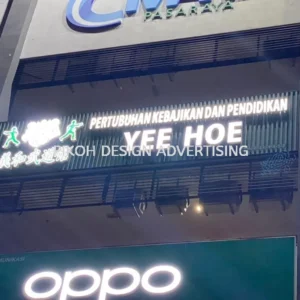 PASARAYA
PERTUBUHAN KEBAJIKAN DAN PENDIDIKAN
YEE HOE
KOH DESIGN ADVERTISING
oppo